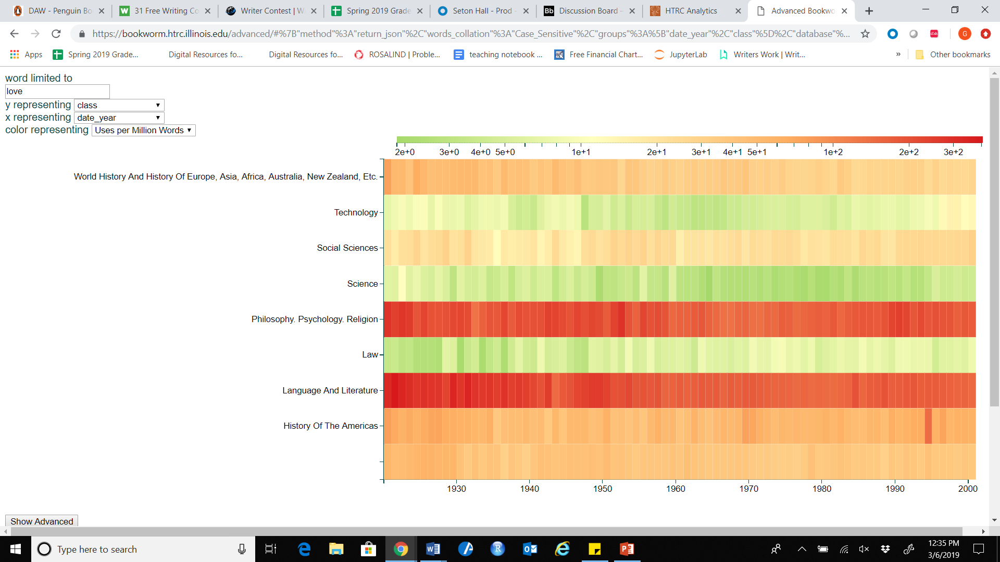 DAW - Penguin Bo
31 Free Writing Co
Writer Contest | W
Spring 2019 Grade
Seton Hall - Prod -
Bb Discussion Board -
HTRC Analytics
Advanced Bookwo
https://bookworm.htrc.illinois.edu/advanced/#%7B"method"%3A"return_json"%2C"words_collation"%3A"Case_Sensitive"%2C"groups"%3A%5B"date_year"%2C"class"%5D%2C"database"%...
G
Apps
Spring 2019 Grade...
Digital Resources fo...
Digital Resources fo...
ROSALIND | Proble...
teaching notebook ...
Free Financial Chart...
JupyterLab
Writers Work | Writ...
»
Other bookmarks
word limited to
love
y representing class
x representing date_year
color representing Uses per Million Words
2e+0 3e+0 4e+0 5e+0 1e+1 2e+1 3e+1 4e+1 5e+1 1e+2 2e+2 3e+2
World History And History Of Europe, Asia, Africa, Australia, New Zealand, Etc.
Technology
Social Sciences
Science
Philosophy. Psychology. Religion
Law
Language And Literature
History Of The Americas
1930 1940 1950 1960 1970 1980 1990 2000
Show Advanced
Type here to search
12:35 PM
3/6/2019